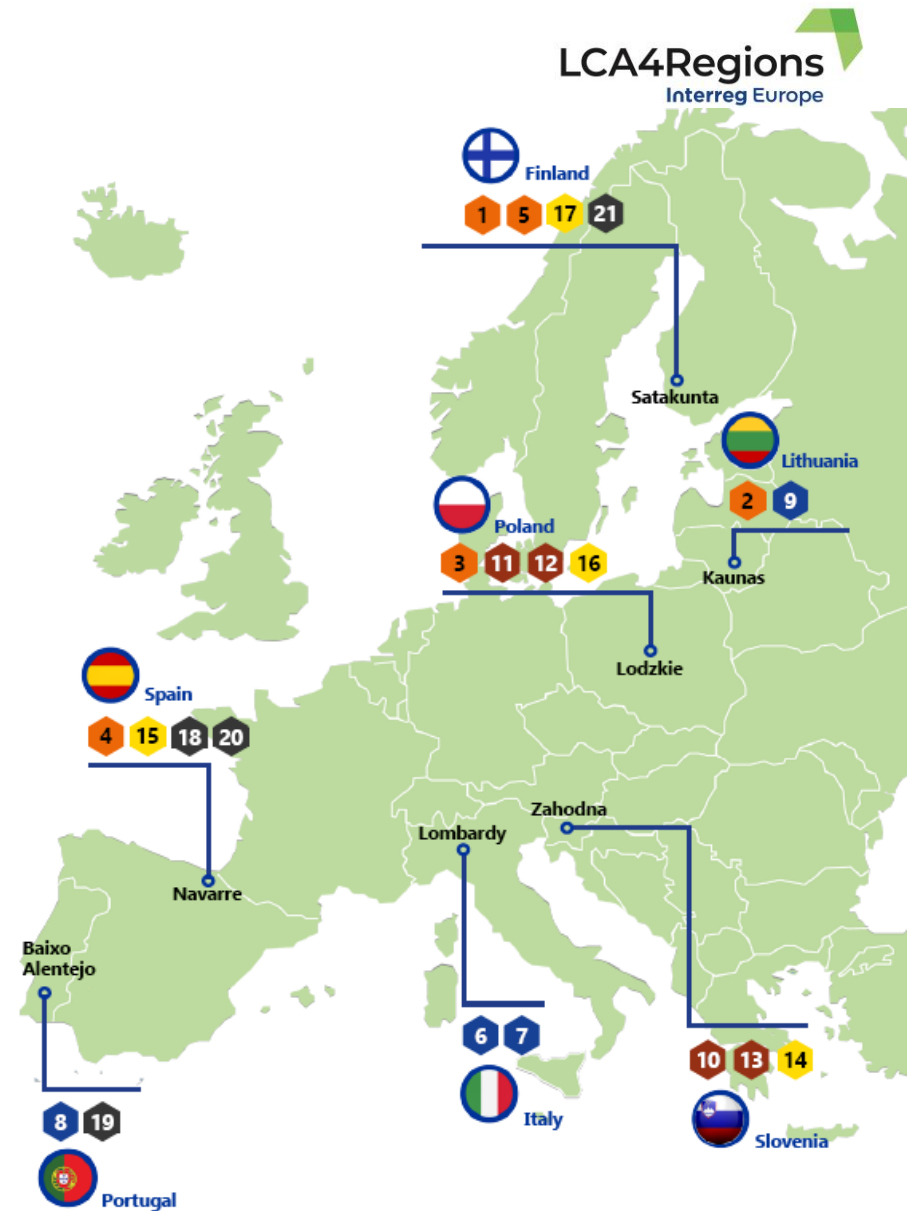 LCA4Regions
Interreg Europe
Finland
1 5 17 21
Satakunta
Lithuania
2 9
Kaunas
Poland
3 11 12 16
Lodzkie
Spain
4 15 18 20
Navarre
Zahodna
Lombardy
Baixo
Alentejo
6 7
Italy
10 13 14
Slovenia
8 19
Portugal